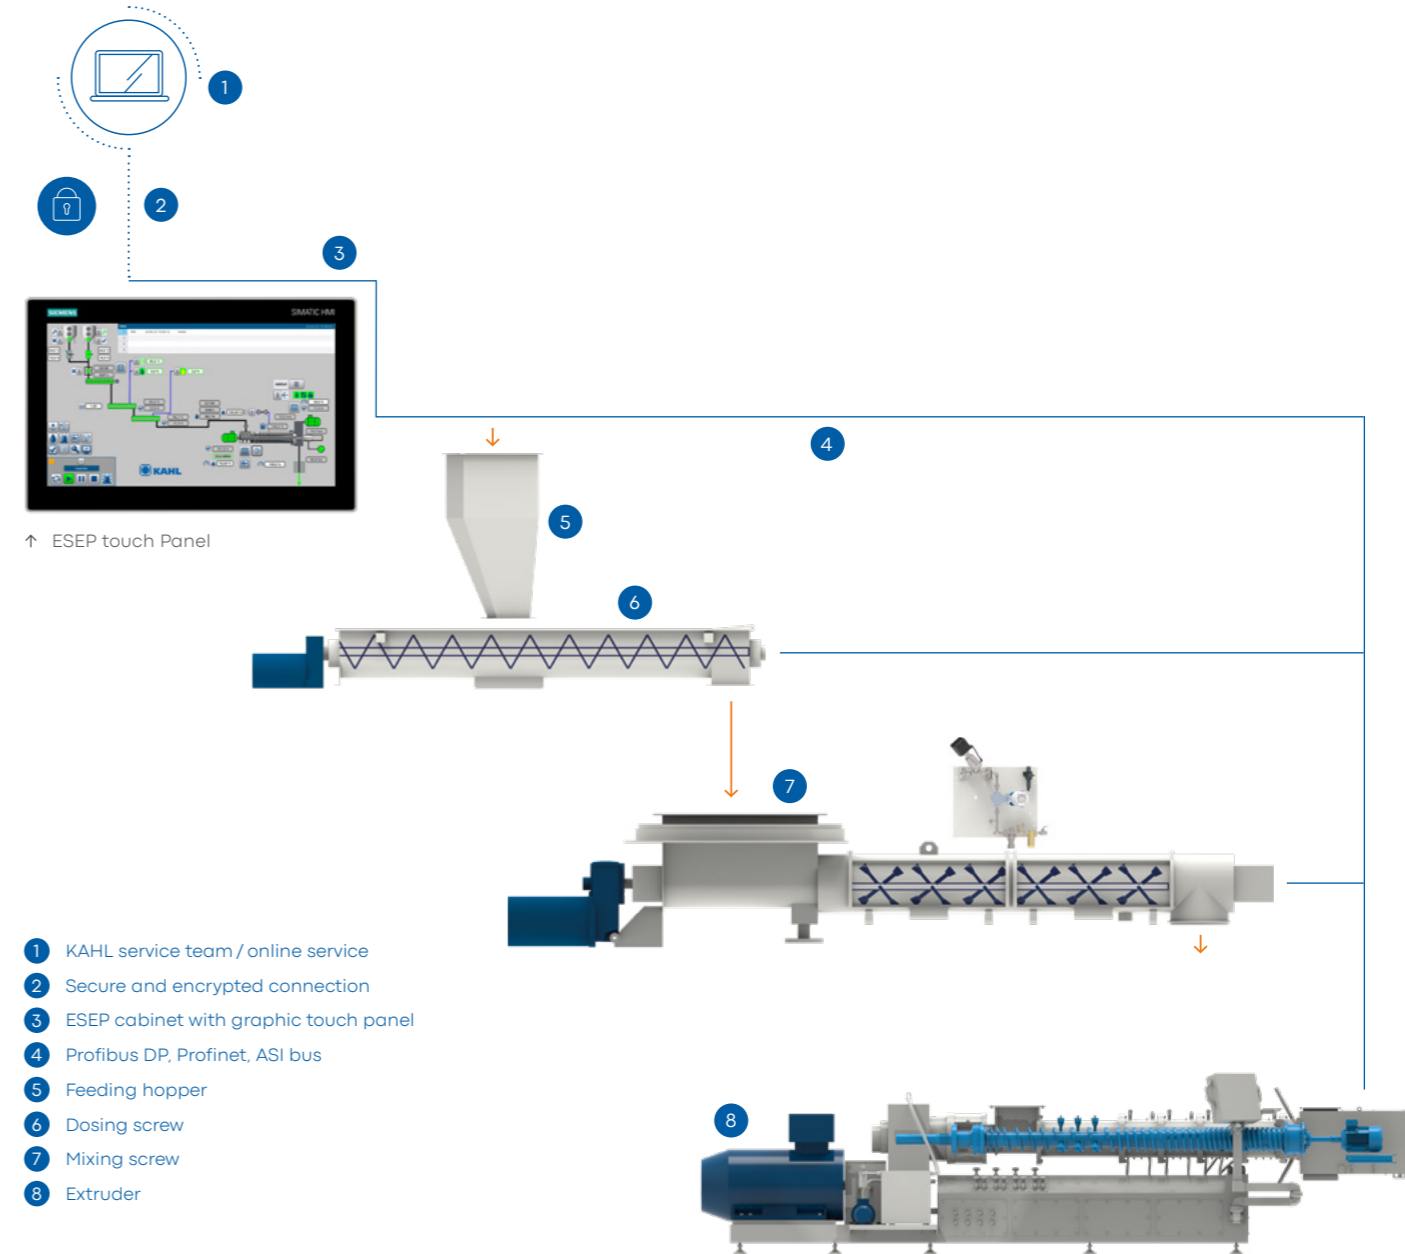 1
2
3
SIEMENS
SIMATIC HMI
KAHL
4
↑ ESEP touch Panel
5
6
7
1 KAHL service team / online service
2 Secure and encrypted connection
3 ESEP cabinet with graphic touch panel
4 Profibus DP, Profinet, ASI bus
5 Feeding hopper
6 Dosing screw
7 Mixing screw
8 Extruder
8